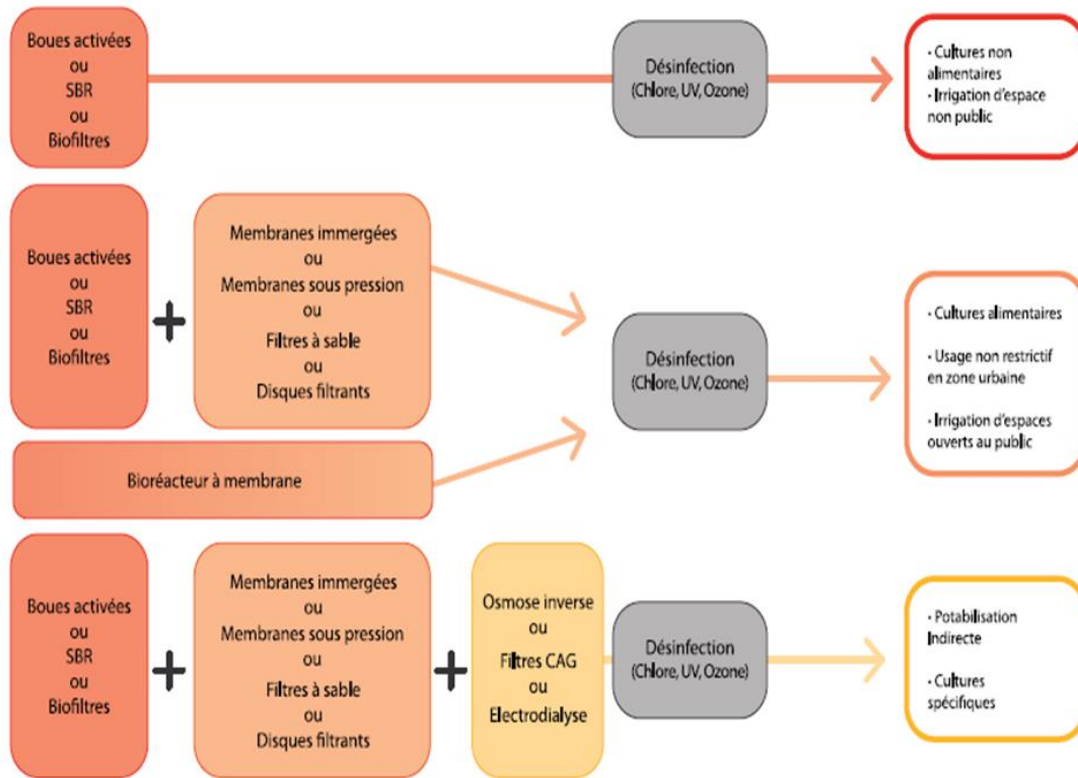 Boues activées
ou
SBR
ou
Biofiltres
Désinfection
(Chlore, UV, Ozone)
· Cultures non
alimentaires
· Irrigation d'espace
non public
Boues activées
ou
SBR
ou
Biofiltres
+
Membranes immergées
ou
Membranes sous pression
ou
Filtres à sable
ou
Disques filtrants
Bioréacteur à membrane
Désinfection
(Chlore, UV, Ozone)
· Cultures alimentaires
· Usage non restrictif
en zone urbaine
· Irrigation d'espaces
ouverts au public
Boues activées
ou
SBR
ou
Biofiltres
+
Membranes immergées
ou
Membranes sous pression
ou
Filtres à sable
ou
Disques filtrants
+
Osmose inverse
ou
Filtres CAG
ou
Electrodialyse
Désinfection
(Chlore, UV, Ozone)
· Potabilisation
Indirecte
· Cultures
spécifiques